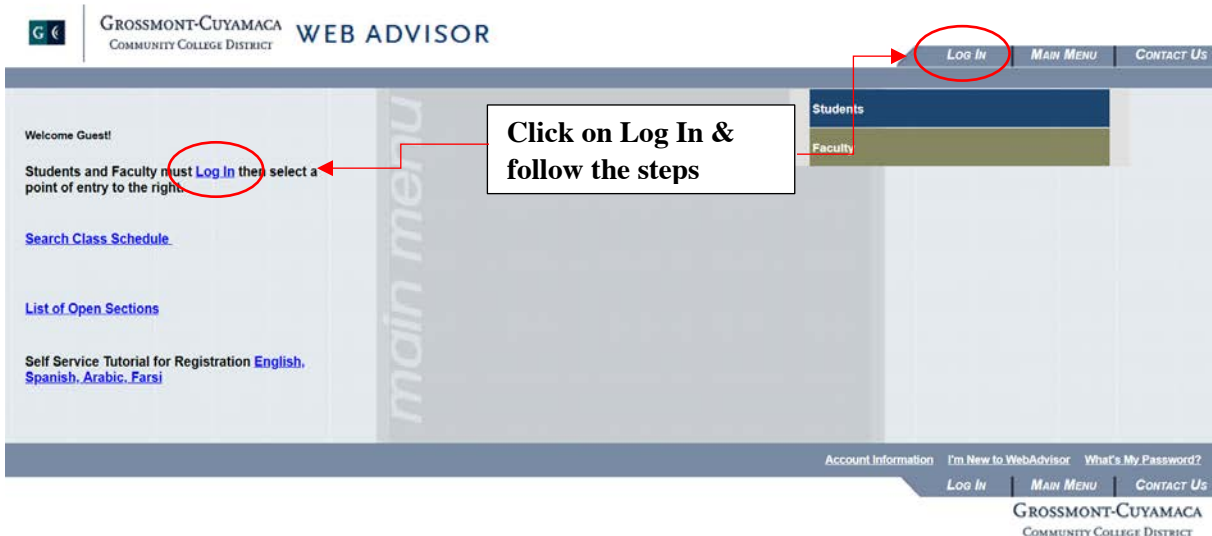 G C
GROSSMONT-CUYAMACA
COMMUNITY COLLEGE DISTRICT
WEB ADVISOR
LOG IN
MAIN MENU
CONTACT US
Welcome Guest!
Students and Faculty must Log In then select a
point of entry to the right.
Search Class Schedule
List of Open Sections
Self Service Tutorial for Registration English,
Spanish, Arabic, Farsi
main menu
Click on Log In &
follow the steps
Students
Faculty
Account Information I'm New to WebAdvisor What's My Password?
LOG IN
MAIN MENU
CONTACT US
GROSSMONT-CUYAMACA
COMMUNITY COLLEGE DISTRICT